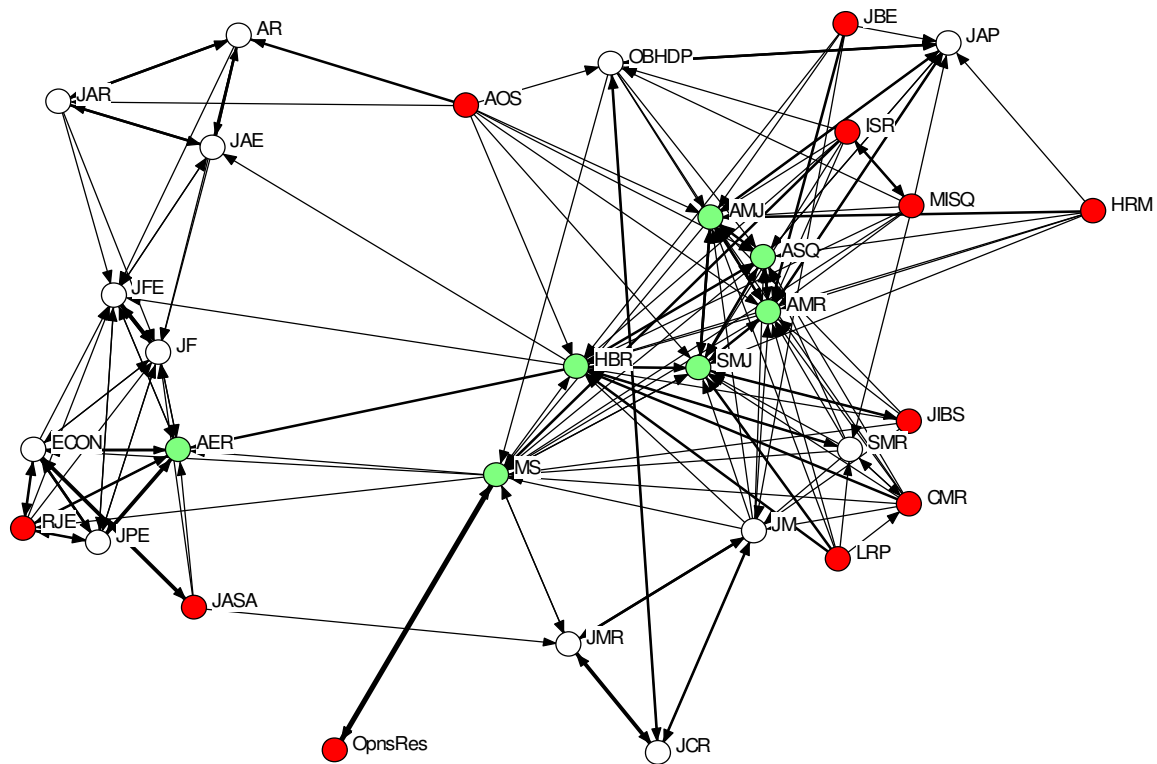 JBE
AR
JAP
OBHDP
JAR
AOS
ISR
JAE
MISQ
AMJ
HRM
ASQ
JFE
AMR
JF
HBR
SMJ
JIBS
ECON
AER
SMR
MS
CMR
RJE
JPE
JM
LRP
JASA
JMR
OpnsRes
JCR